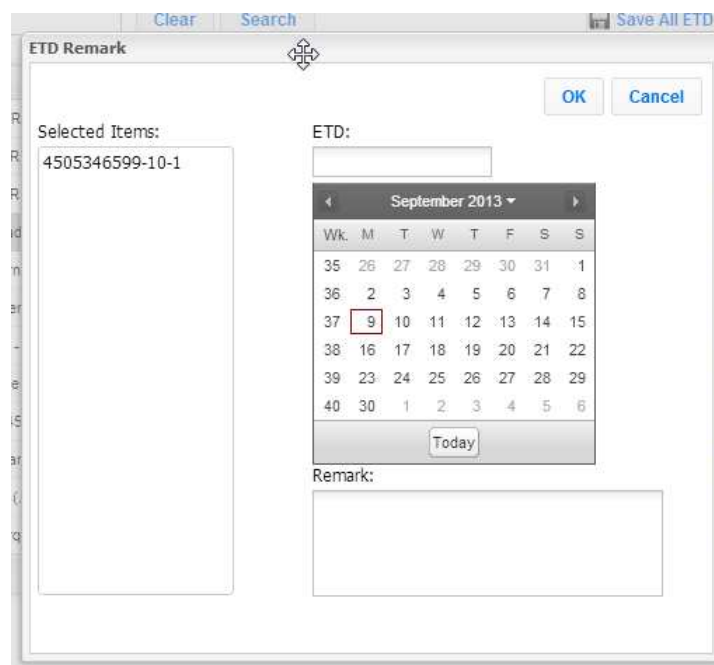 Clear Search Save All ETD
ETD Remark
OK Cancel
Selected Items: ETD:
4505346599-10-1
September 2013
Wk. M T W T F S S
35 26 27 28 29 30 31 1
36 2 3 4 5 6 7 8
37 9 10 11 12 13 14 15
38 16 17 18 19 20 21 22
39 23 24 25 26 27 28 29
40 30 1 2 3 4 5 6
Today
Remark: